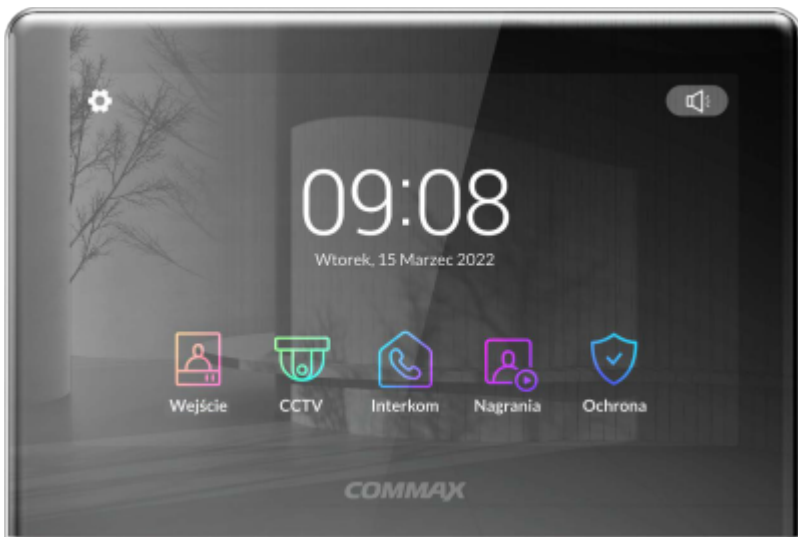 09:08
Wtorek, 15 Marzec 2022
Wejście CCTV Interkom Nagrania Ochrona
COMMAX